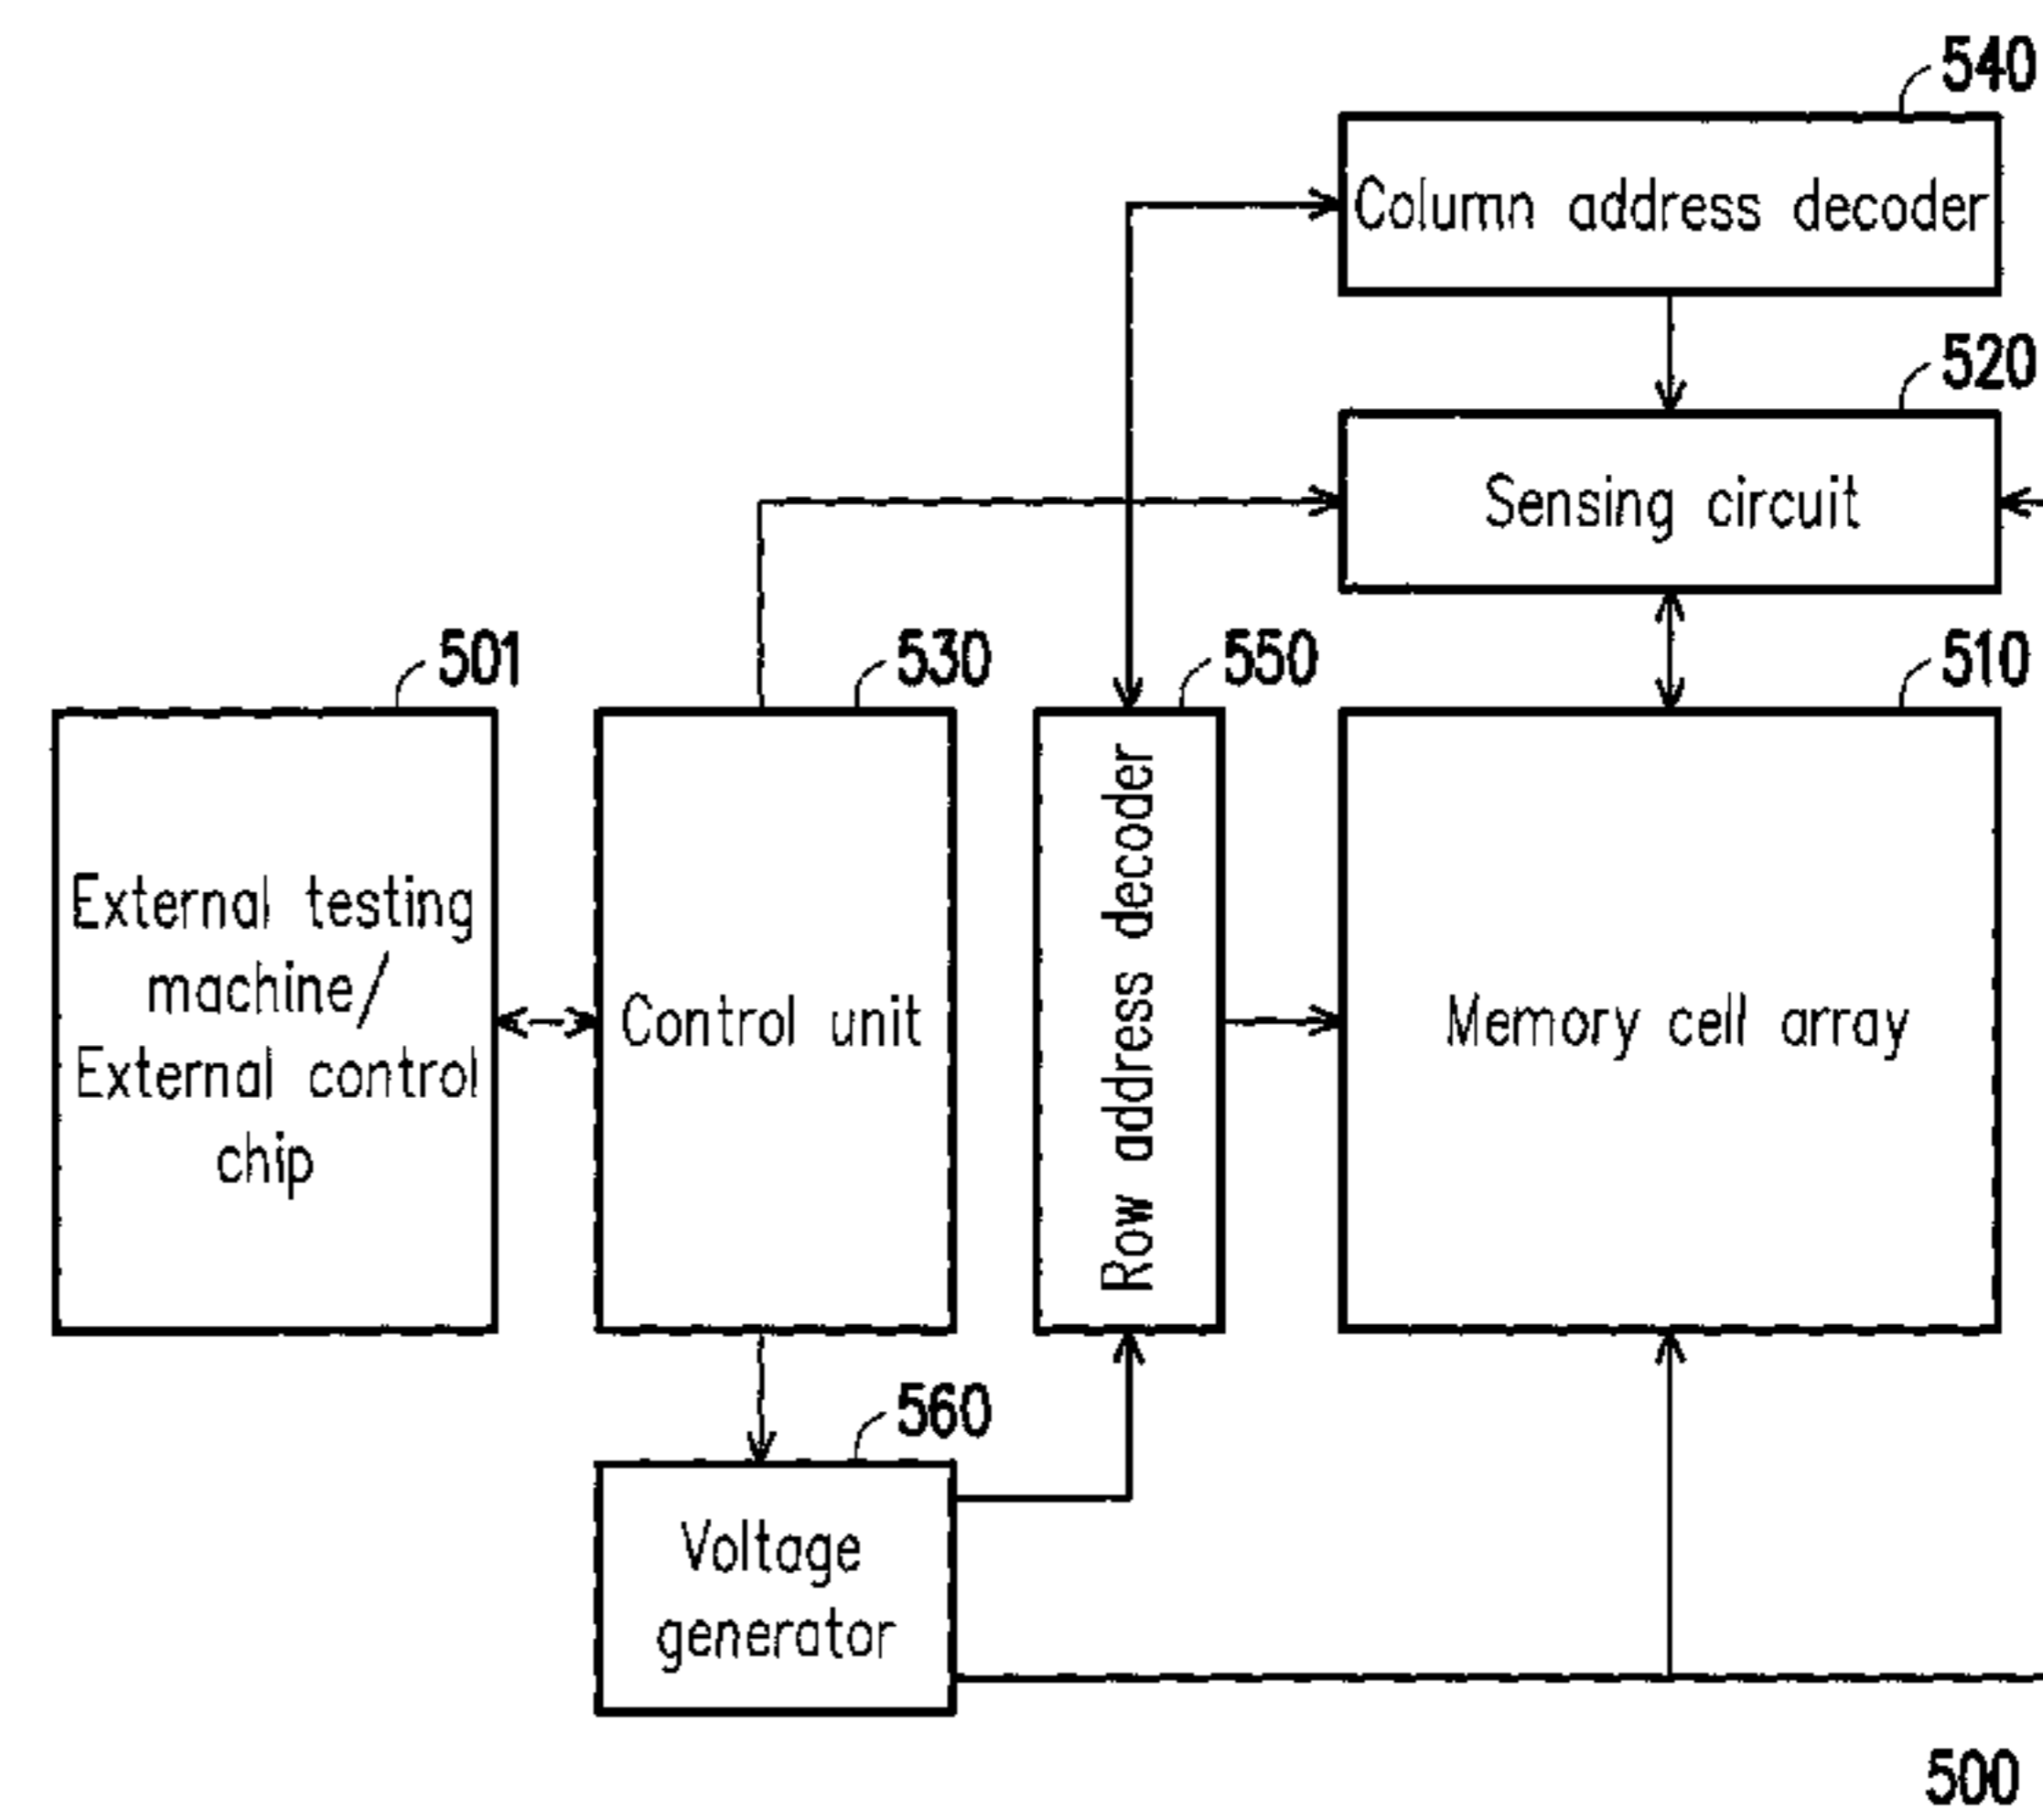 540
Column address decoder
520
Sensing circuit
501
530
550
510
External testing
machine/
External control
chip
Control unit
Row address decoder
Memory cell array
560
Voltage
generator
500